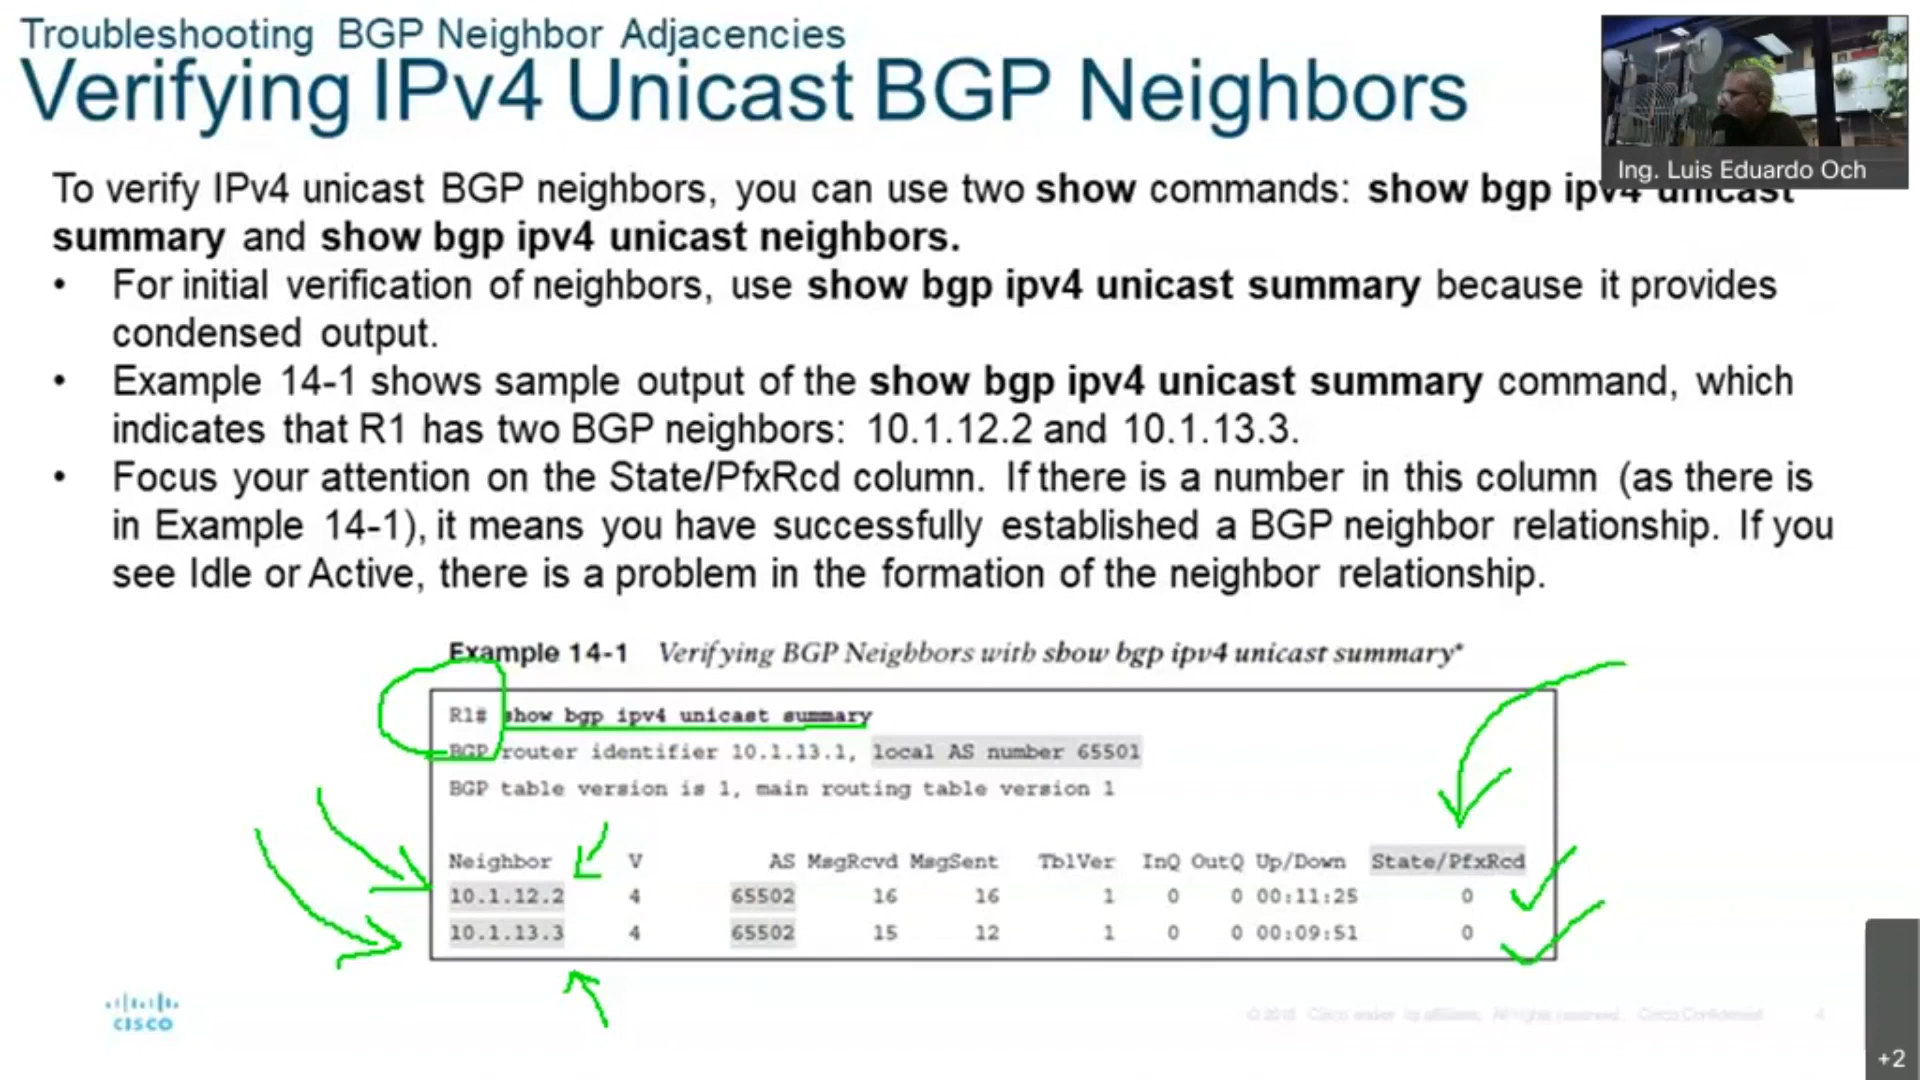 Troubleshooting BGP Neighbor Adjacencies
Verifying IPv4 Unicast BGP Neighbors
Ing. Luis Eduardo Och
To verify IPv4 unicast BGP neighbors, you can use two show commands: show bgp ipv4 unicast
summary and show bgp ipv4 unicast neighbors.
• For initial verification of neighbors, use show bgp ipv4 unicast summary because it provides
condensed output.
• Example 14-1 shows sample output of the show bgp ipv4 unicast summary command, which
indicates that R1 has two BGP neighbors: 10.1.12.2 and 10.1.13.3.
• Focus your attention on the State/PfxRcd column. If there is a number in this column (as there is
in Example 14-1), it means you have successfully established a BGP neighbor relationship. If you
see Idle or Active, there is a problem in the formation of the neighbor relationship.
Example 14-1 Verifying BGP Neighbors with show bgp ipv4 unicast summary*
R1# show bgp ipv4 unicast summary
BGP router identifier 10.1.13.1, local AS number 65501
BGP table version is 1, main routing table version 1
Neighbor V AS MsgRcvd MsgSent TblVer InQ OutQ Up/Down State/PfxRcd
10.1.12.2 4 65502 16 16 1 0 0 00:11:25 0
10.1.13.3 4 65502 15 12 1 0 0 00:09:51 0
CISCO
Cisco All rights reserved. Cisco Confidential
+2